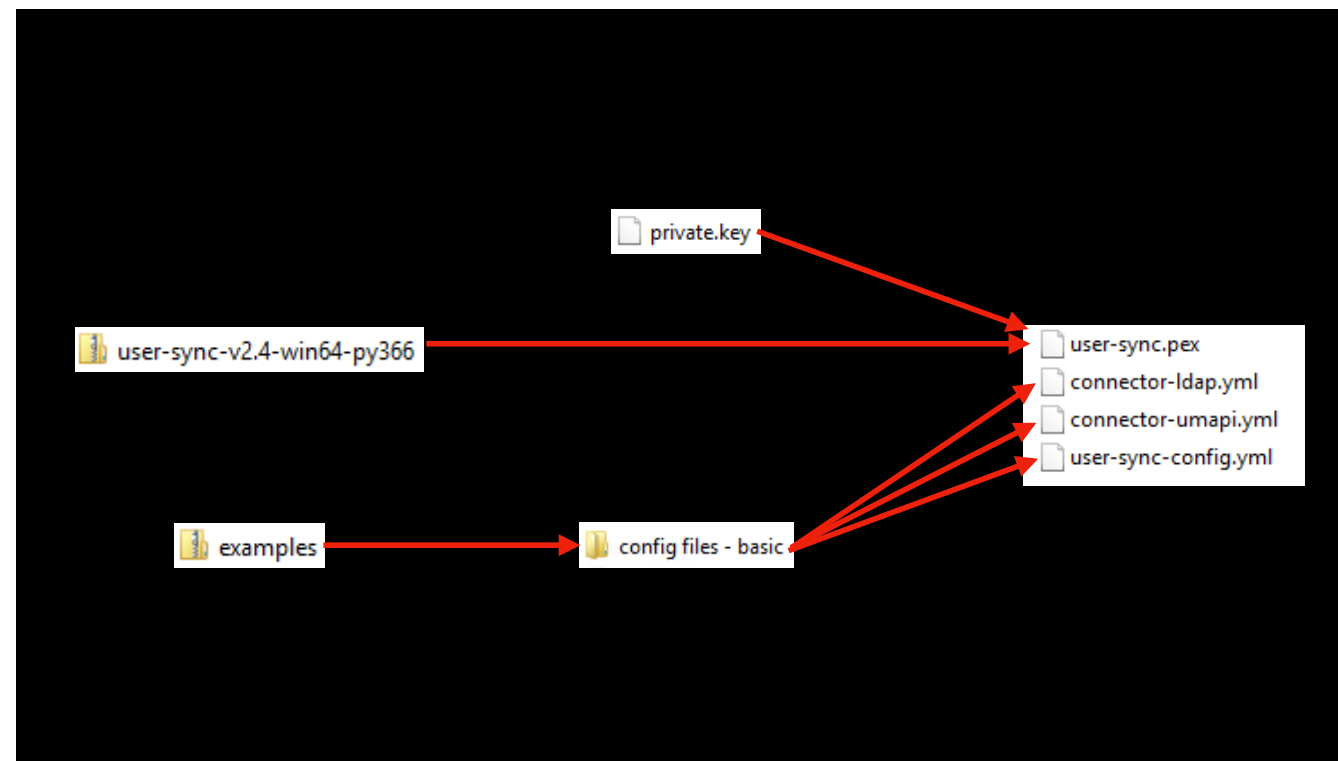 private.key
user-sync-v2.4-win64-py366
user-sync.pex
connector-ldap.yml
connector-umapi.yml
user-sync-config.yml
examples
config files - basic